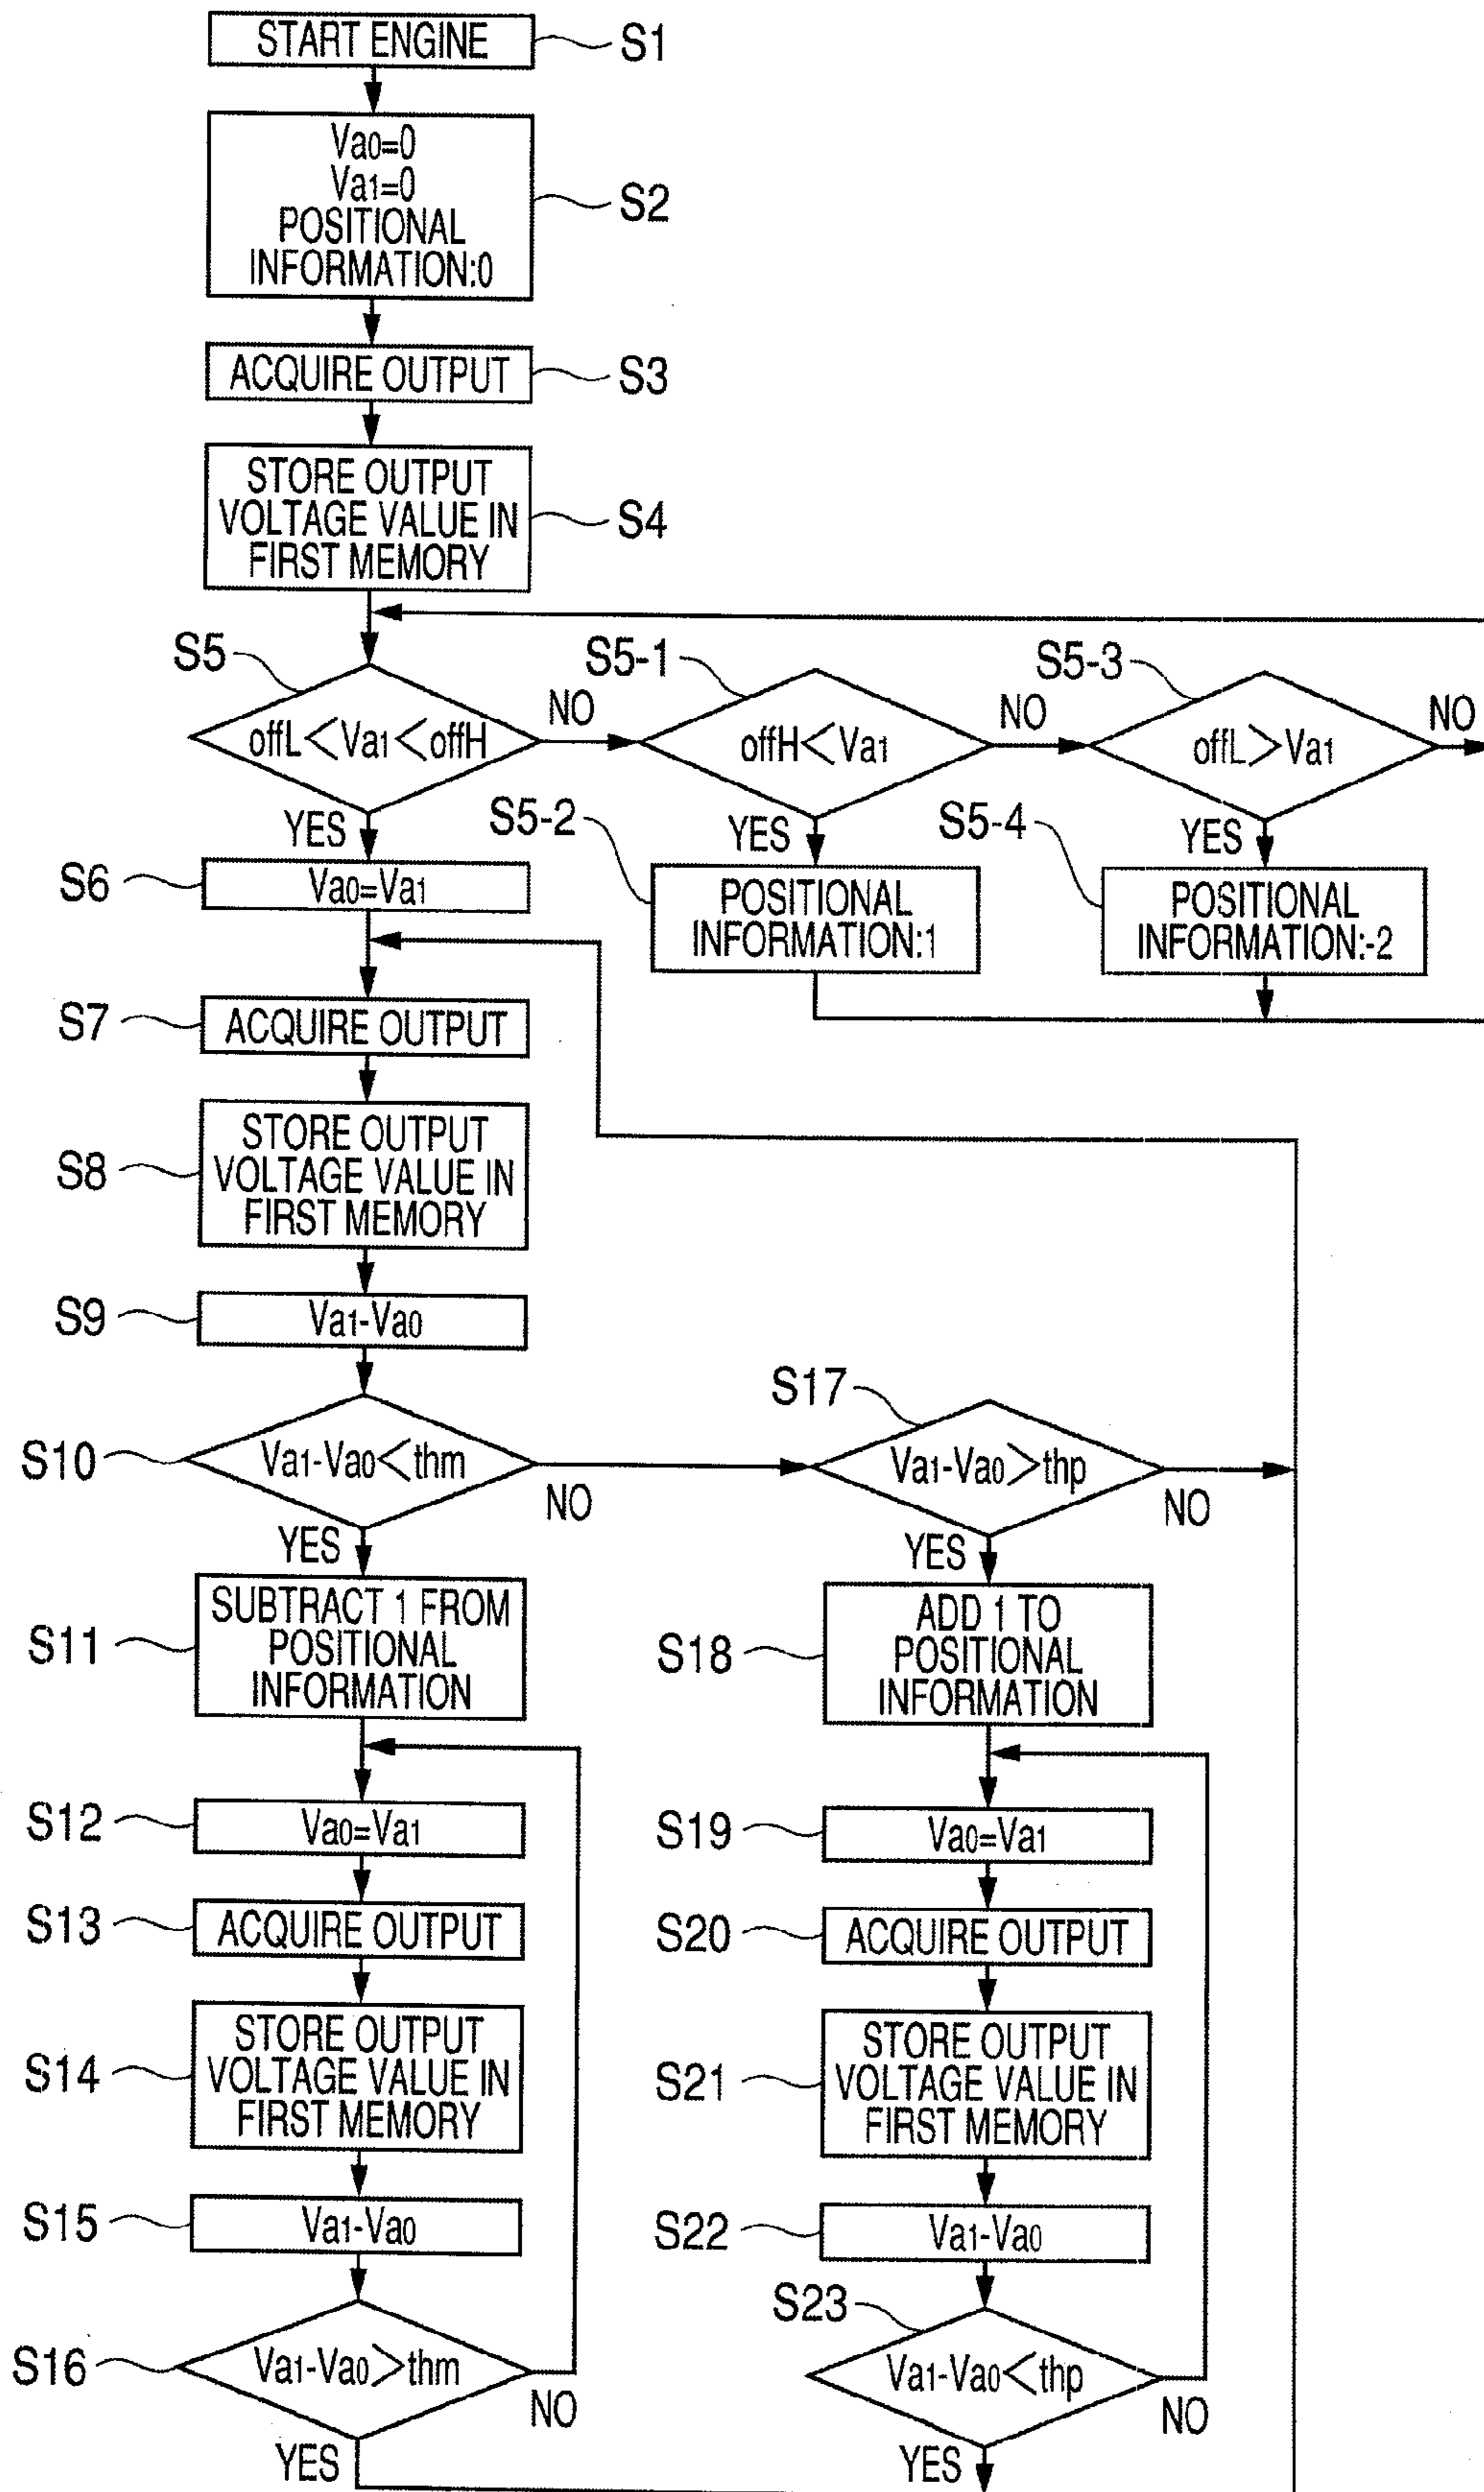 START ENGINE
S1
Va0=0
Va1=0
POSITIONAL
INFORMATION:0
S2
ACQUIRE OUTPUT
S3
STORE OUTPUT
VOLTAGE VALUE IN
FIRST MEMORY
S4
S5
offL<Va1<offH
NO
YES
S5-1
offH<Va1
NO
YES
S5-3
offL>Va1
NO
YES
S5-2
POSITIONAL
INFORMATION:1
S5-4
POSITIONAL
INFORMATION:-2
S6
Va0=Va1
S7
ACQUIRE OUTPUT
S8
STORE OUTPUT
VOLTAGE VALUE IN
FIRST MEMORY
S9
Va1-Va0
S10
Va1-Va0<thm
NO
YES
S17
Va1-Va0>thp
NO
YES
S11
SUBTRACT 1 FROM
POSITIONAL
INFORMATION
S18
ADD 1 TO
POSITIONAL
INFORMATION
S12
Va0=Va1
S19
Va0=Va1
S13
ACQUIRE OUTPUT
S20
ACQUIRE OUTPUT
S14
STORE OUTPUT
VOLTAGE VALUE IN
FIRST MEMORY
S21
STORE OUTPUT
VOLTAGE VALUE IN
FIRST MEMORY
S15
Va1-Va0
S22
Va1-Va0
S16
Va1-Va0>thm
NO
YES
S23
Va1-Va0<thp
NO
YES